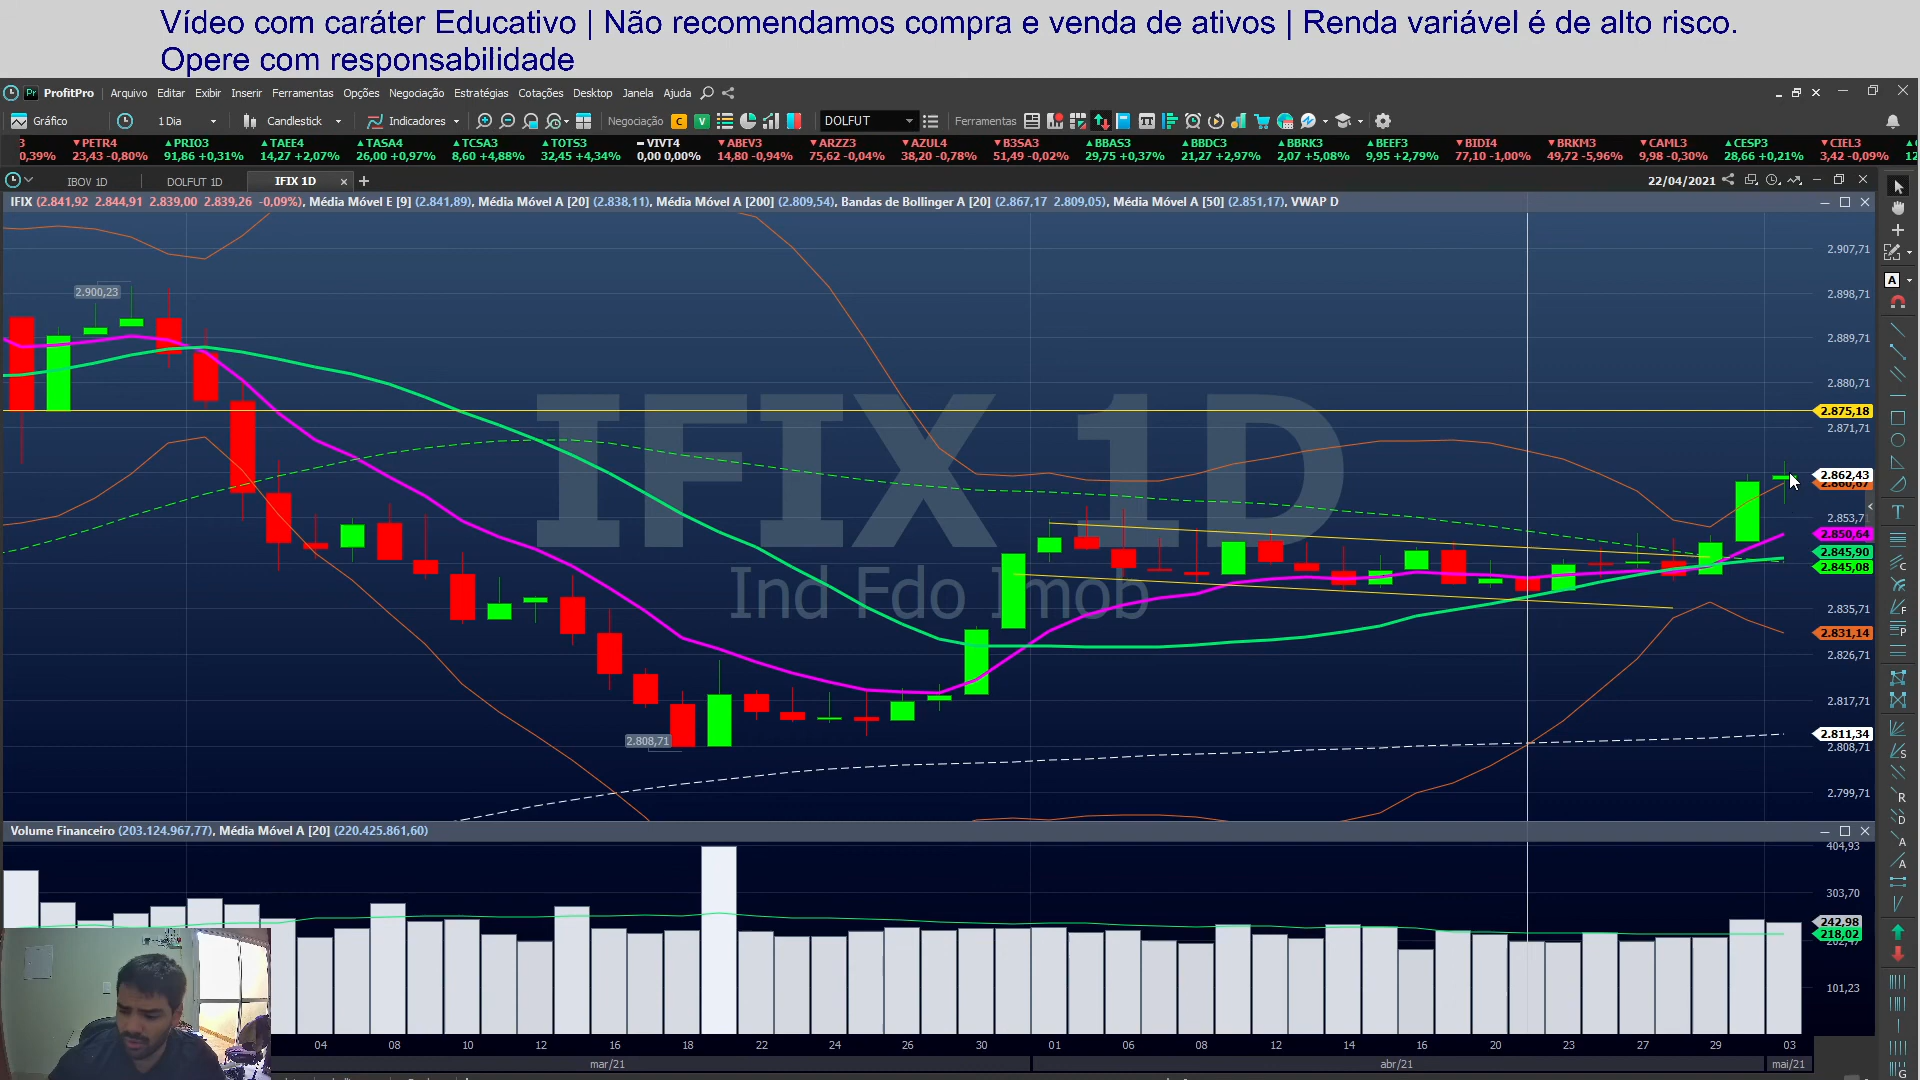 Vídeo com caráter Educativo | Não recomendamos compra e venda de ativos | Renda variável é de alto risco.
Opere com responsabilidade
Pr ProfitPro Arquivo Editar Exibir Inserir Ferramentas Opções Negociação Estratégias Cotações Desktop Janela Ajuda
Gráfico 1 Dia Candlestick Indicadores Negociação C V DOLFUT Ferramentas
3 PETR4 PRIO3 TAEE4 TASA4 TCSA3 TOTS3 VIVT4 ABEV3 ARZZ3 AZUL4 B3SA3 BBAS3 BBDC3 BBRK3 BEEF3 BIDI4 BRKM3 CAML3 CESP3 CIEL3
0,39% 23,43 -0,80% 91,86 +0,31% 14,27 +2,07% 26,00 +0,97% 8,60 +4,88% 32,45 +4,34% 0,00 0,00% 14,80 -0,94% 75,62 -0,04% 38,20 -0,78% 51,49 -0,02% 29,75 +0,37% 21,27 +2,97% 2,07 +5,08% 9,95 +2,79% 77,10 -1,00% 49,72 -5,96% 9,98 -0,30% 28,66 +0,21% 3,42 -0,09% 12
IBOV 1D DOLFUT 1D IFIX 1D 22/04/2021
IFIX (2.841,92 2.844,91 2.839,00 2.839,26 -0,09%), Média Móvel E [9] (2.841,89), Média Móvel A [20] (2.838,11), Média Móvel A [200] (2.809,54), Bandas de Bollinger A [20] (2.867,17 2.809,05), Média Móvel A [50] (2.851,17), VWAP D
2.907,71
2.900,23
2.898,71
2.889,71
2.880,71
2.875,18
2.871,71
IFIX 1D
2.862,43
2.853,7
2.850,64
2.845,90
2.845,08
Ind Fdo Imob
2.835,71
2.831,14
2.826,71
2.817,71
2.811,34
2.808,71
2.808,71
2.799,71
Volume Financeiro (203.124.967,77), Média Móvel A [20] (220.425.861,60)
404,93
303,70
242,98
218,02
101,23
04 08 10 12 16 18 22 24 26 30 01 06 08 12 14 16 20 23 27 29 03
mar/21 abr/21 mai/21